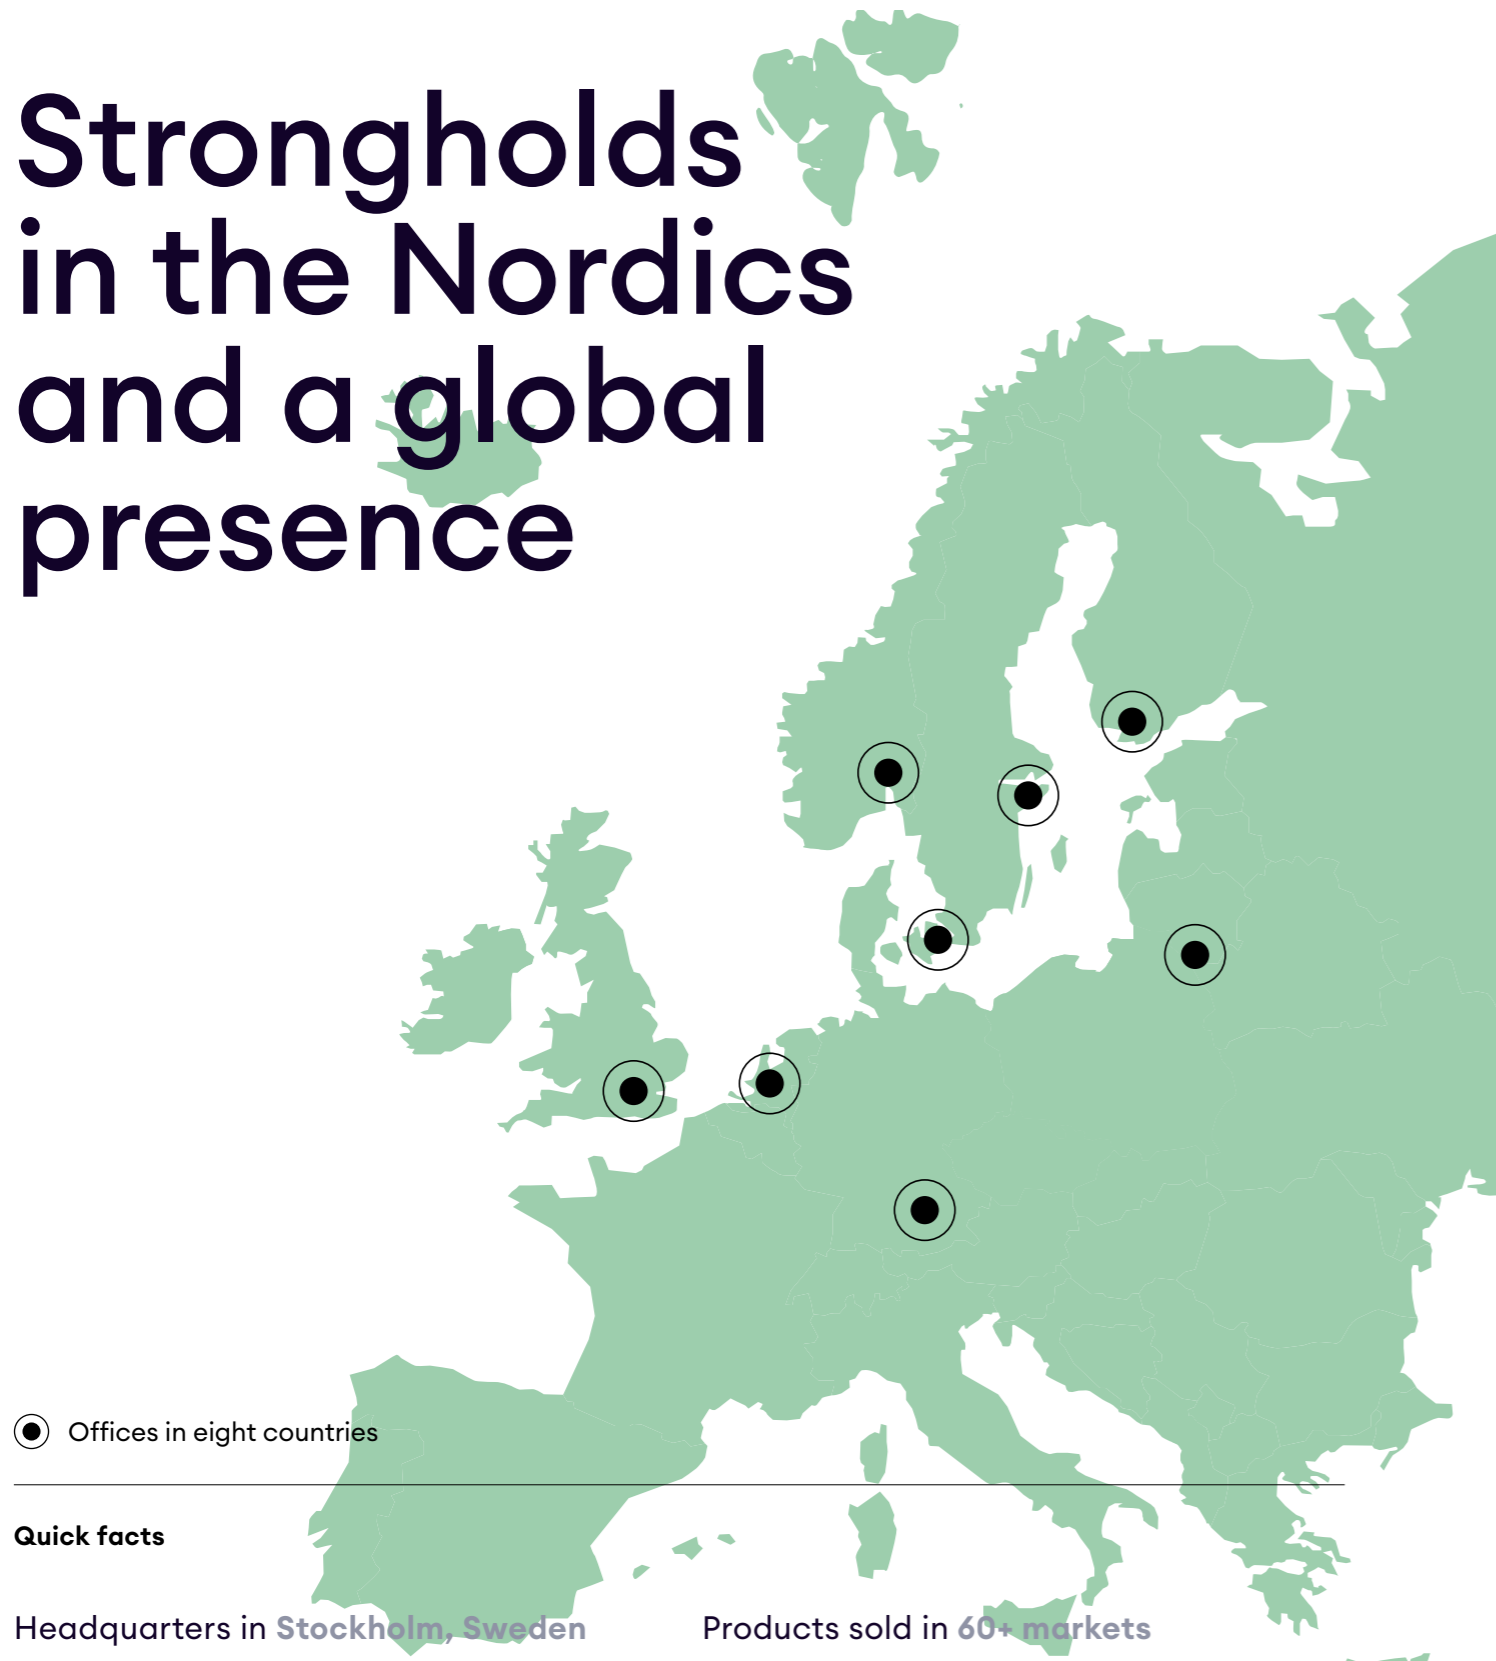 Strongholds
in the Nordics
and a global
presence
Offices in eight countries
Quick facts
Headquarters in Stockholm, Sweden
Products sold in 60+ markets